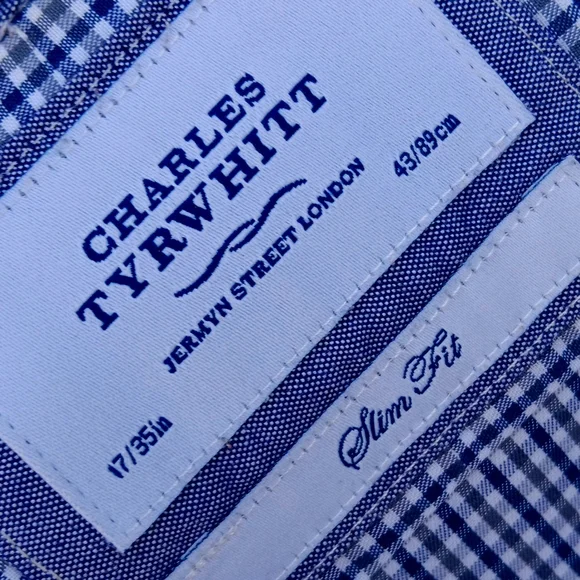 CHARLES
TYRWHITT
JERMYN STREET LONDON
17/35in
43/89cm
Slim Fit